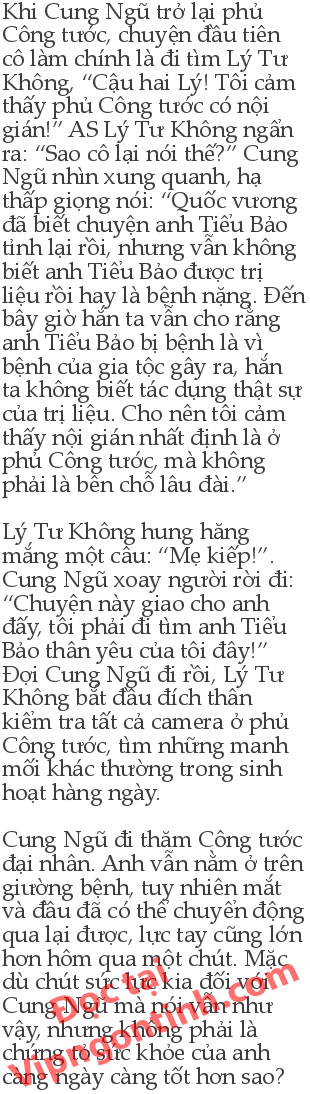 Khi Cung Ngũ trở lại phủ
Công tước, chuyện đầu tiên
cô làm chính là đi tìm Lý Tư
Không, “Cậu hai Lý! Tôi cảm
thấy phủ Công tước có nội
gián!” AS Lý Tư Không ngẩn
ra: “Sao cô lại nói thế?” Cung
Ngũ nhìn xung quanh, hạ
thấp giọng nói: “Quốc vương
đã biết chuyện anh Tiểu Bảo
tỉnh lại rồi, nhưng vẫn không
biết anh Tiểu Bảo được trị
liệu rồi hay là bệnh nặng. Đến
bây giờ hắn ta vẫn cho rằng
anh Tiểu Bảo bị bệnh là vì
bệnh của gia tộc gây ra, hắn
ta không biết tác dụng thật sự
của trị liệu. Cho nên tôi cảm
thấy nội gián nhất định là ở
phủ Công tước, mà không
phải là bên chỗ lâu đài.”

Lý Tư Không hung hăng
mắng một câu: “Mẹ kiếp!”.
Cung Ngũ xoay người rời đi:
“Chuyện này giao cho anh
đấy, tôi phải đi tìm anh Tiểu
Bảo thân yêu của tôi đây!”
Đợi Cung Ngũ đi rồi, Lý Tư
Không bắt đầu đích thân
kiểm tra tất cả camera ở phủ
Công tước, tìm những manh
mối khác thường trong sinh
hoạt hàng ngày.

Cung Ngũ đi thăm Công tước
đại nhân. Anh vẫn nằm ở trên
giường bệnh, tuy nhiên mắt
và đầu đã có thể chuyển động
qua lại được, lực tay cũng lớn
hơn hôm qua một chút. Mặc
dù chút sức lực kia đối với
Cung Ngũ mà nói vẫn như
vậy, nhưng không phải là
chứng tỏ sức khỏe của anh
càng ngày càng tốt hơn sao?
Đọc tại
Vipngontinh.com